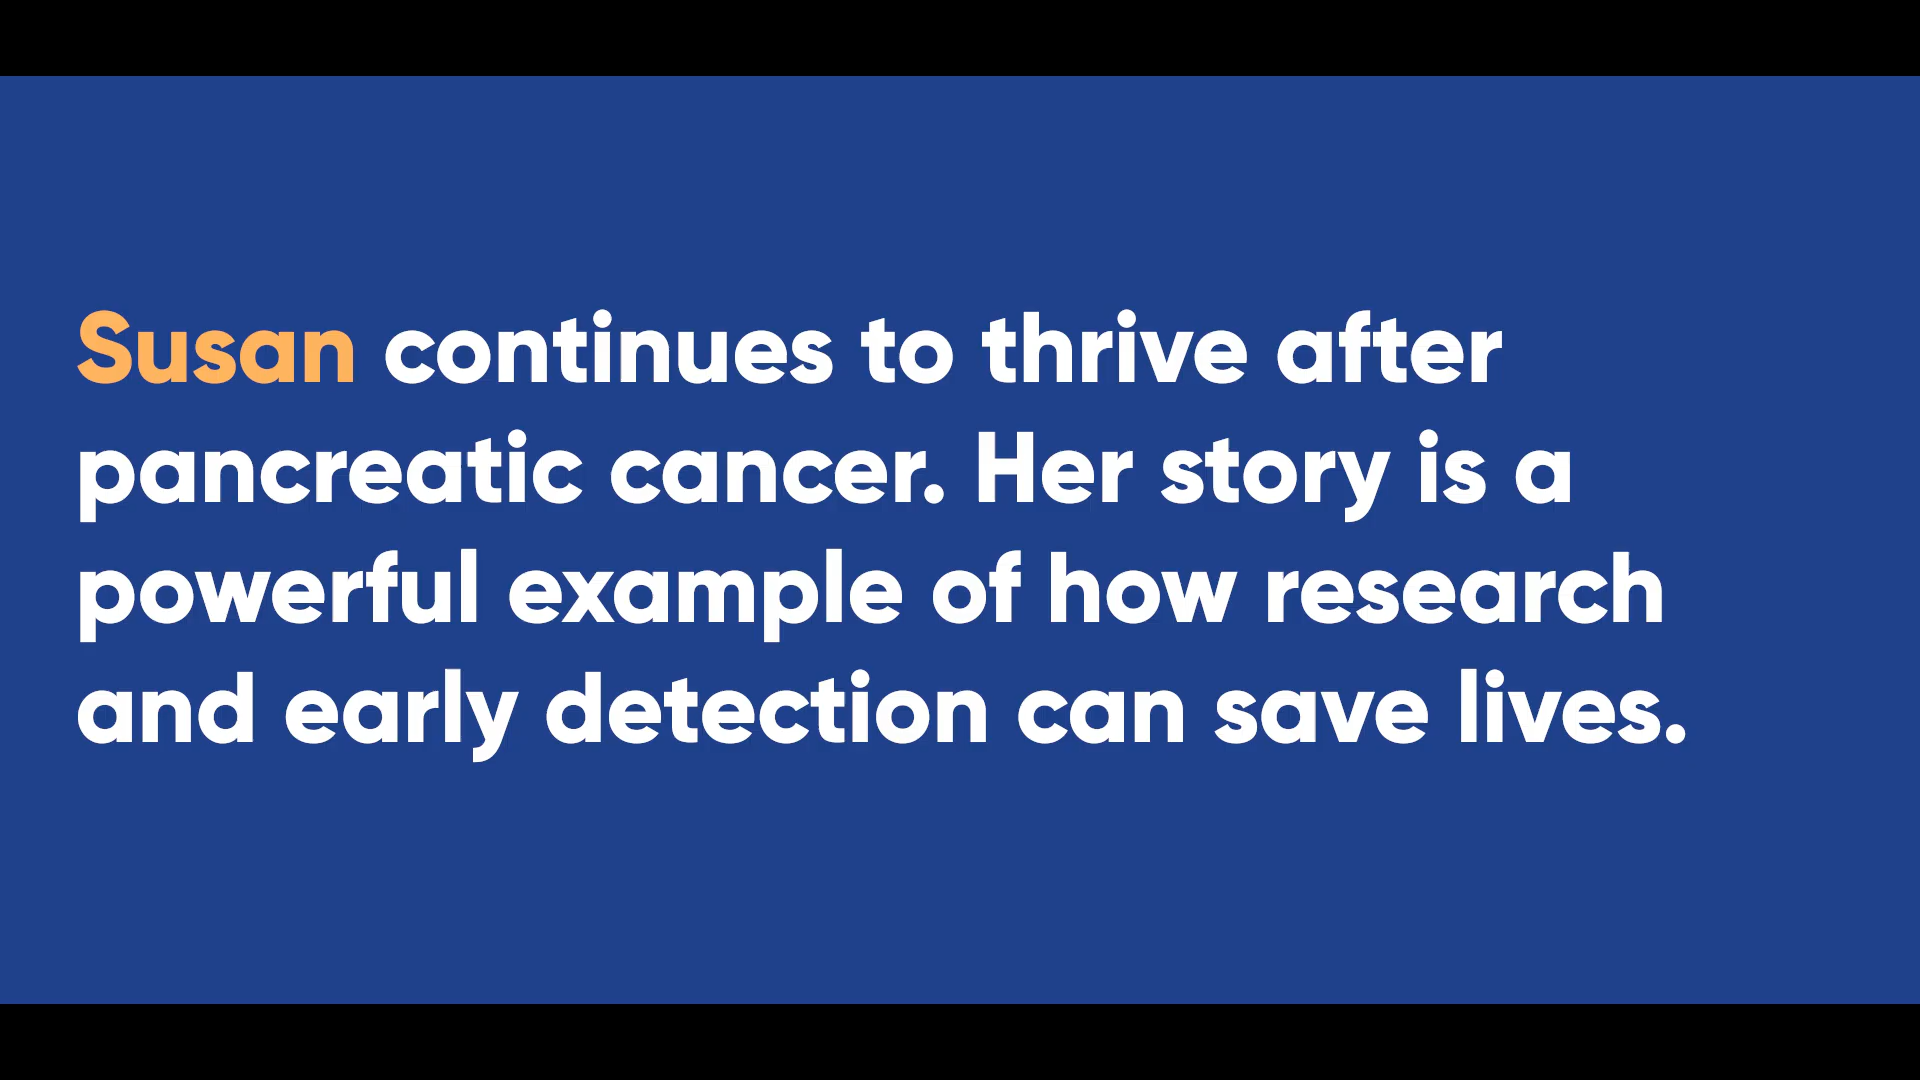 Susan continues to thrive after
pancreatic cancer. Her story is a
powerful example of how research
and early detection can save lives.